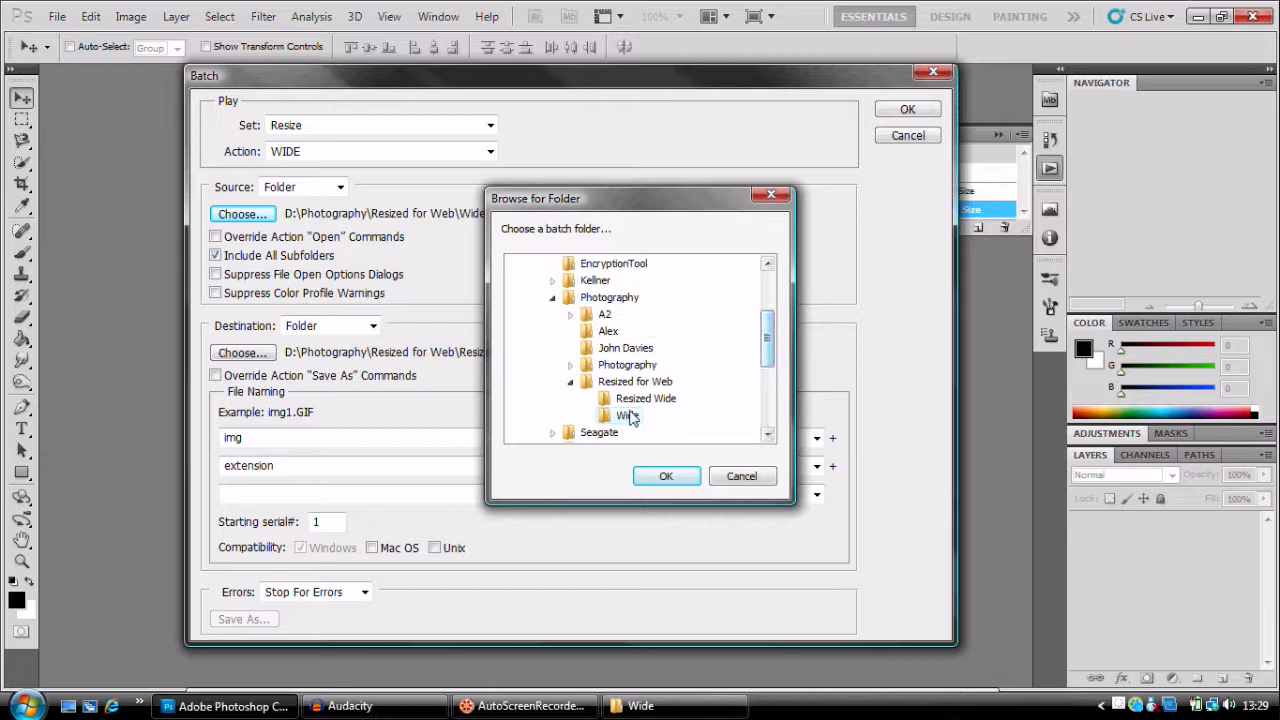 Ps File Edit Image Layer Select Filter Analysis 3D View Window Help Br Mb 100% ESSENTIALS DESIGN PAINTING CS Live
Auto-Select: Group Show Transform Controls
Batch
NAVIGATOR
Play
Set: Resize
OK
Action: WIDE
Cancel
Source: Folder
Choose... D:\Photography\Resized for Web\Wide
Override Action "Open" Commands
Include All Subfolders
Suppress File Open Options Dialogs
Suppress Color Profile Warnings
Destination: Folder
Choose... D:\Photography\Resized for Web\Resiz
Override Action "Save As" Commands
File Naming
Example: img1.GIF
img
extension
Starting serial#: 1
Compatibility: Windows Mac OS Unix
Errors: Stop For Errors
Save As...
Browse for Folder
Choose a batch folder...
EncryptionTool
Kellner
Photography
A2
Alex
John Davies
Photography
Resized for Web
Resized Wide
Wide
Seagate
OK Cancel
Mb
Size
Size
COLOR SWATCHES STYLES
R 0
G 0
B 0
ADJUSTMENTS MASKS
LAYERS CHANNELS PATHS
Normal Opacity: 100%
Lock: Fill: 100%
Adobe Photoshop C... Audacity AutoScreenRecorde... Wide 13:29